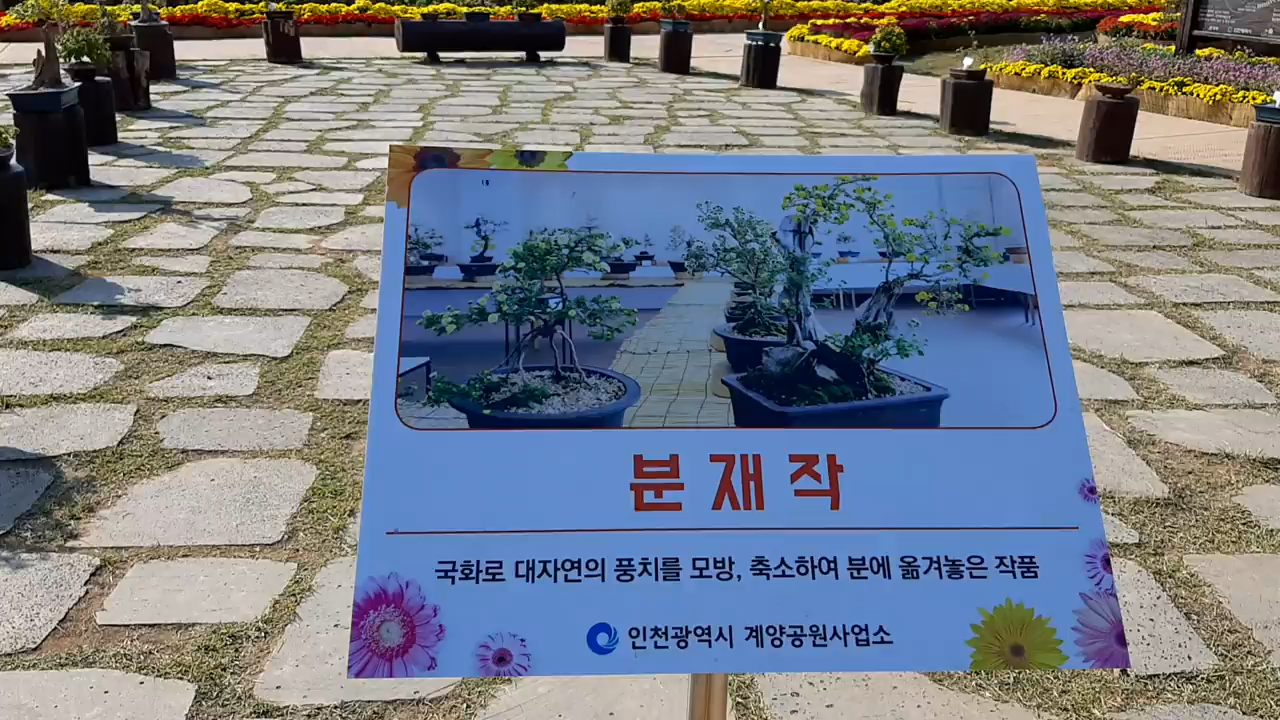 분재작
국화로 대자연의 풍치를 모방, 축소하여 분에 옮겨놓은 작품
인천광역시 계양공원사업소